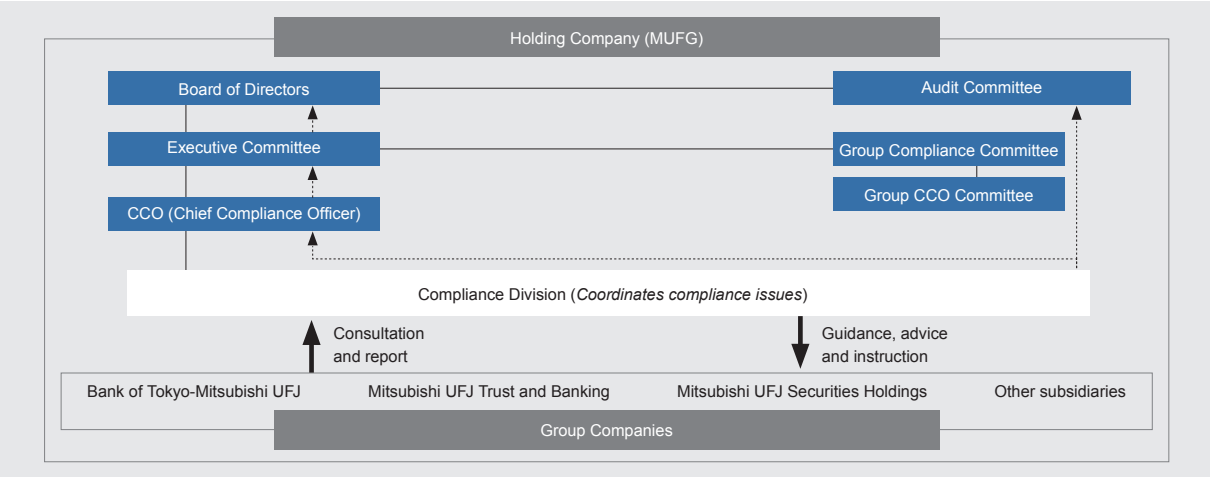 Holding Company (MUFG)
Board of Directors
Audit Committee
Executive Committee
Group Compliance Committee
Group CCO Committee
CCO (Chief Compliance Officer)
Compliance Division (Coordinates compliance issues)
Consultation
and report
Guidance, advice
and instruction
Bank of Tokyo-Mitsubishi UFJ
Mitsubishi UFJ Trust and Banking
Mitsubishi UFJ Securities Holdings
Other subsidiaries
Group Companies